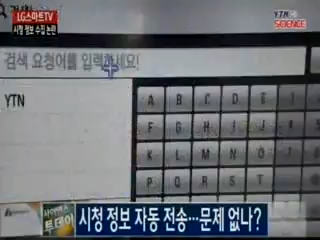 검색
LG스마트TV
시청 정보 수집 논란
YTN
SCIENCE
검색 요청어를 입력하세요!
YTN
A B C D E
F G H I J
K L M N O
P Q R S T
사이언스
투데이
시청 정보 자동 전송…문제 없나?